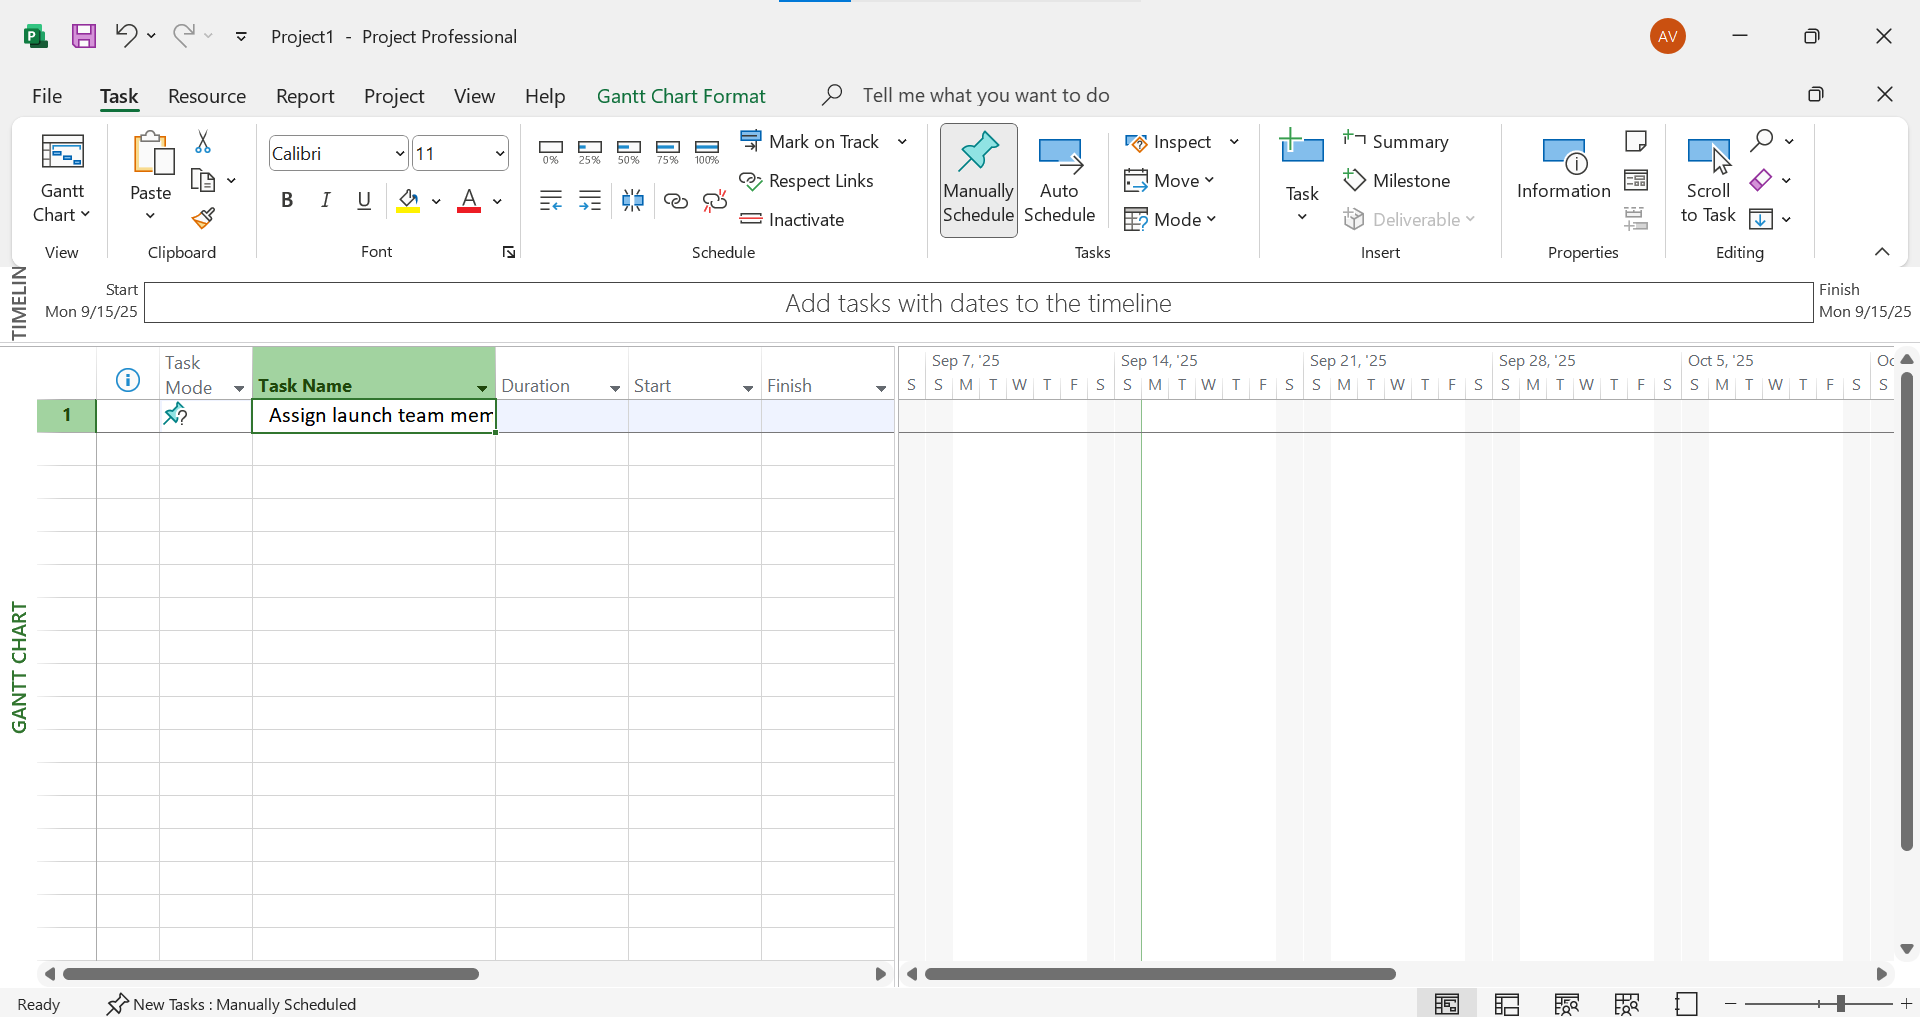 Project1 - Project Professional
AV
File Task Resource Report Project View Help Gantt Chart Format Tell me what you want to do
Gantt Chart
View
Paste
Clipboard
Calibri 11
B I U A
Font
0% 25% 50% 75% 100%
Mark on Track
Respect Links
Inactivate
Schedule
Manually Schedule
Auto Schedule
Inspect
Move
Mode
Tasks
Task
Summary
Milestone
Deliverable
Insert
Information
Properties
Scroll to Task
Editing
TIMELIN
Start
Mon 9/15/25
Add tasks with dates to the timeline
Finish
Mon 9/15/25
Task Mode
Task Name
Duration
Start
Finish
Sep 7, '25 Sep 14, '25 Sep 21, '25 Sep 28, '25 Oct 5, '25 Oc
S S M T W T F S S M T W T F S S M T W T F S S M T W T F S S M T W T F S S
1 Assign launch team mem
GANTT CHART
Ready New Tasks : Manually Scheduled